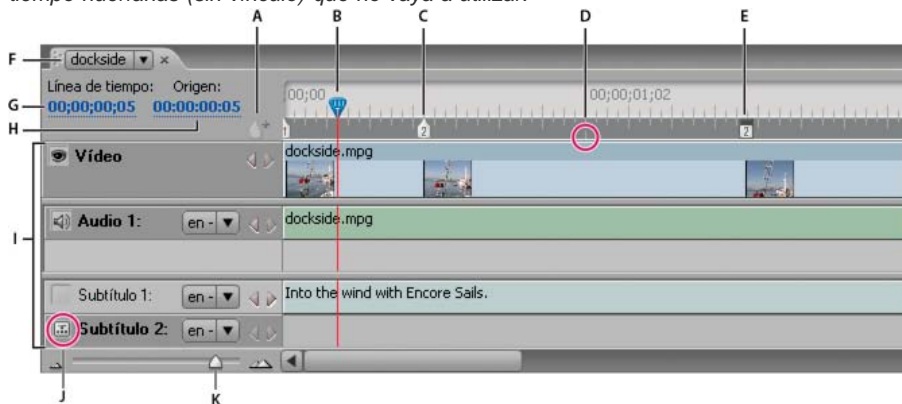 tiempo huérfanas (sin vínculo) que no vaya a utilizar.
A B C D E
F dockside ×
Línea de tiempo: Origen:
G 00;00;00;05 00:00:00:05
00;00 00;00;01;02
H
1 2 2
Vídeo dockside.mpg
I
Audio 1: en - dockside.mpg
Subtítulo 1: en - Into the wind with Encore Sails.
Subtítulo 2: en -
J K